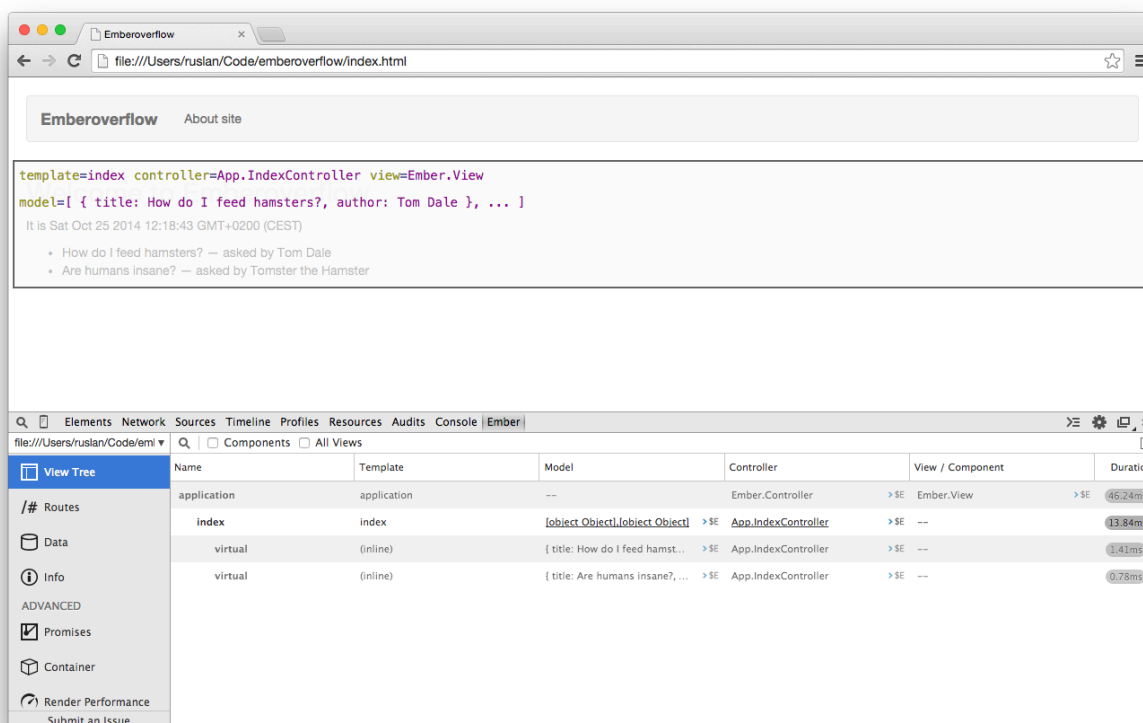 Emberoverflow
file:///Users/ruslan/Code/emberoverflow/index.html
Emberoverflow About site
template=index controller=App.IndexController view=Ember.View
Welcome to Emberoverflow
model=[ { title: How do I feed hamsters?, author: Tom Dale }, ... ]
It is Sat Oct 25 2014 12:18:43 GMT+0200 (CEST)
• How do I feed hamsters? — asked by Tom Dale
• Are humans insane? — asked by Tomster the Hamster
Elements Network Sources Timeline Profiles Resources Audits Console Ember
file:///Users/ruslan/Code/eml Components All Views
View Tree
/# Routes
Data
Info
ADVANCED
Promises
Container
Render Performance
Submit an Issue
Name Template Model Controller View / Component Duratio
application application -- Ember.Controller >$E Ember.View >$E 46.24m
index index [object Object],[object Object] >$E App.IndexController >$E -- 13.84m
virtual (inline) { title: How do I feed hamst... >$E App.IndexController >$E -- 1.41ms
virtual (inline) { title: Are humans insane?, ... >$E App.IndexController >$E -- 0.78ms